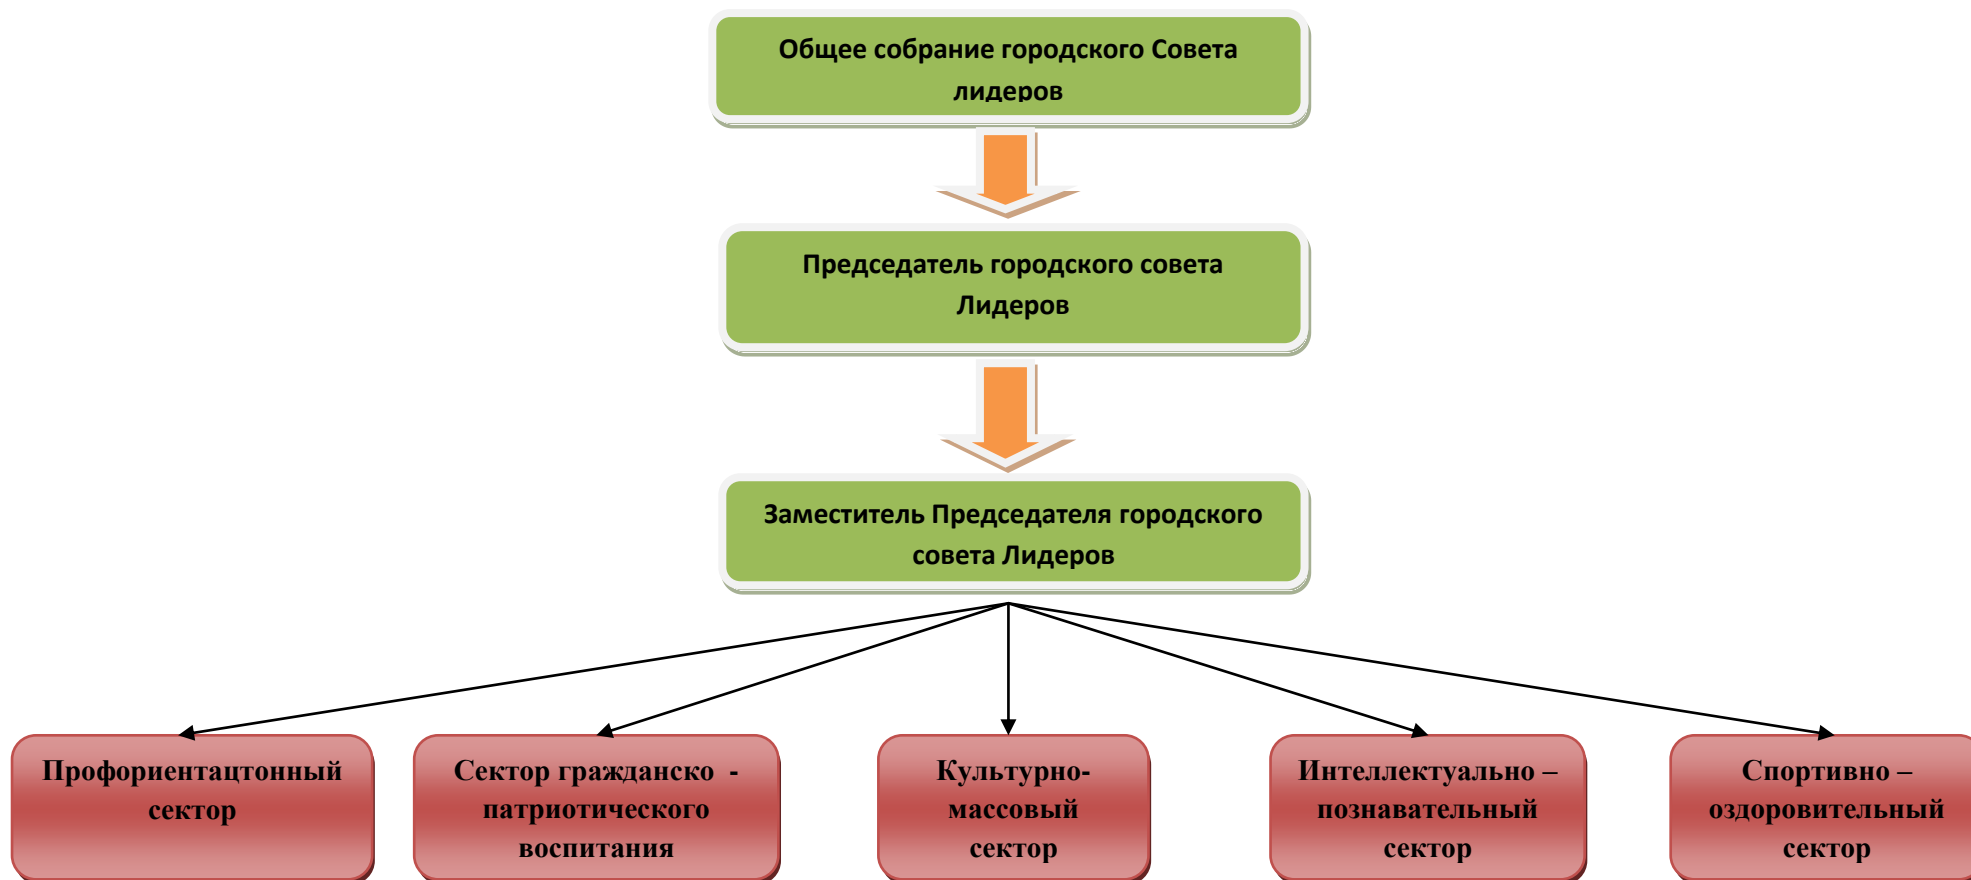 Общее собрание городского Совета
лидеров
Председатель городского совета
Лидеров
Заместитель Председателя городского
совета Лидеров
Профориентацтонный
сектор
Сектор гражданско -
патриотического
воспитания
Культурно-
массовый
сектор
Интеллектуально –
познавательный
сектор
Спортивно –
оздоровительный
сектор